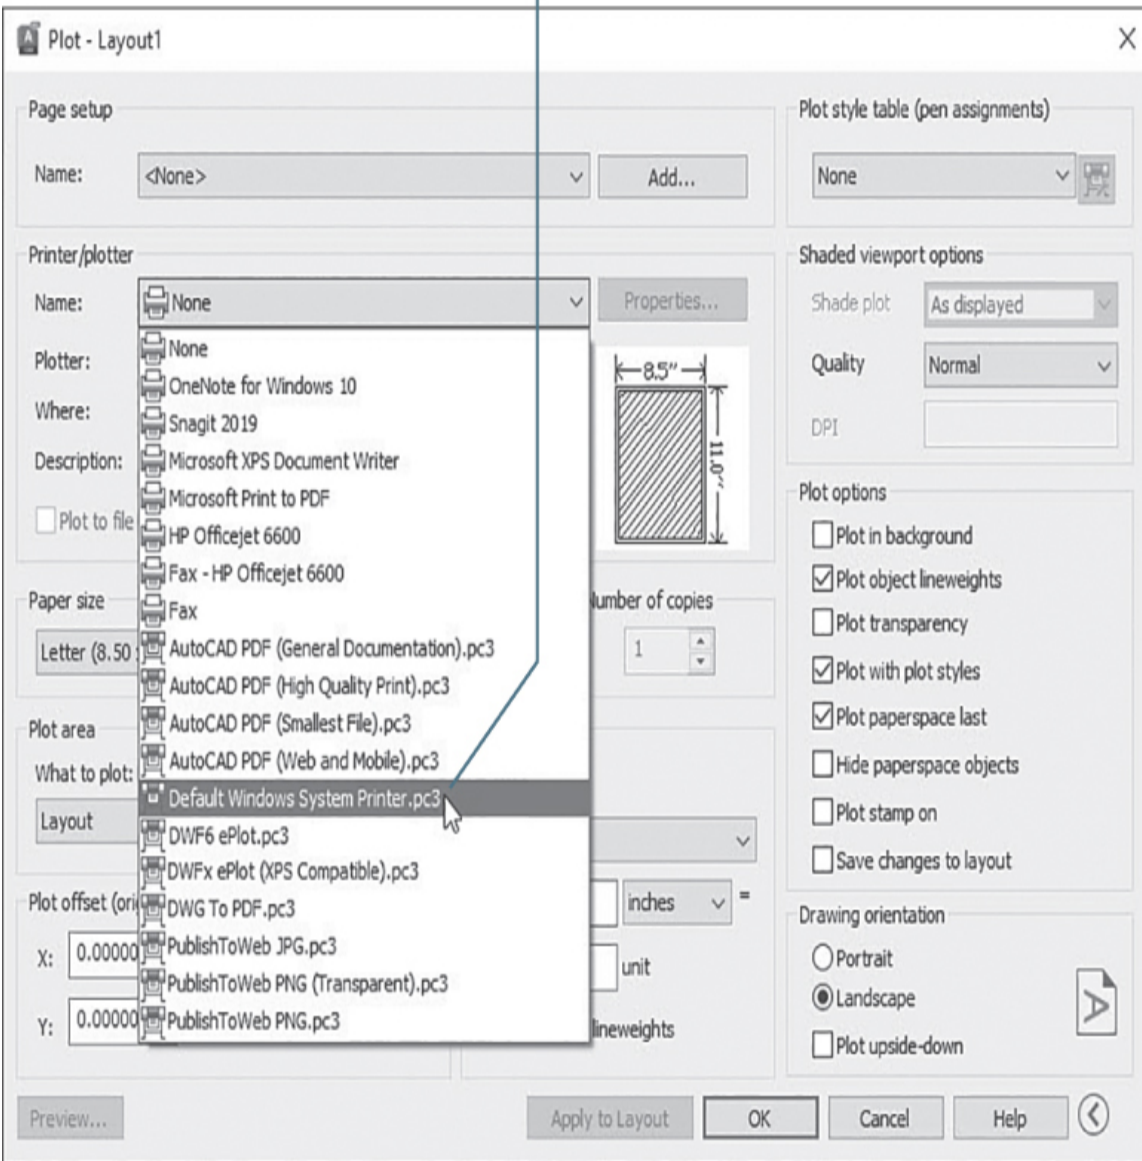 Plot - Layout1
Page setup
Name:
<None>
Add...
Printer/plotter
Name:
None
Properties...
Plotter:
Where:
Description:
Plot to file
None
OneNote for Windows 10
Snagit 2019
Microsoft XPS Document Writer
Microsoft Print to PDF
HP Officejet 6600
Fax - HP Officejet 6600
Fax
AutoCAD PDF (General Documentation).pc3
AutoCAD PDF (High Quality Print).pc3
AutoCAD PDF (Smallest File).pc3
AutoCAD PDF (Web and Mobile).pc3
Default Windows System Printer.pc3
DWF6 ePlot.pc3
DWFx ePlot (XPS Compatible).pc3
DWG To PDF.pc3
PublishToWeb JPG.pc3
PublishToWeb PNG (Transparent).pc3
PublishToWeb PNG.pc3
8.5″
11.0″
Paper size
Letter (8.50
Number of copies
1
Plot area
What to plot:
Layout
Plot offset (ori
X: 0.00000
Y: 0.00000
inches =
unit
lineweights
Plot style table (pen assignments)
None
Shaded viewport options
Shade plot
As displayed
Quality
Normal
DPI
Plot options
Plot in background
Plot object lineweights
Plot transparency
Plot with plot styles
Plot paperspace last
Hide paperspace objects
Plot stamp on
Save changes to layout
Drawing orientation
Portrait
Landscape
Plot upside-down
A
Preview...
Apply to Layout
OK
Cancel
Help